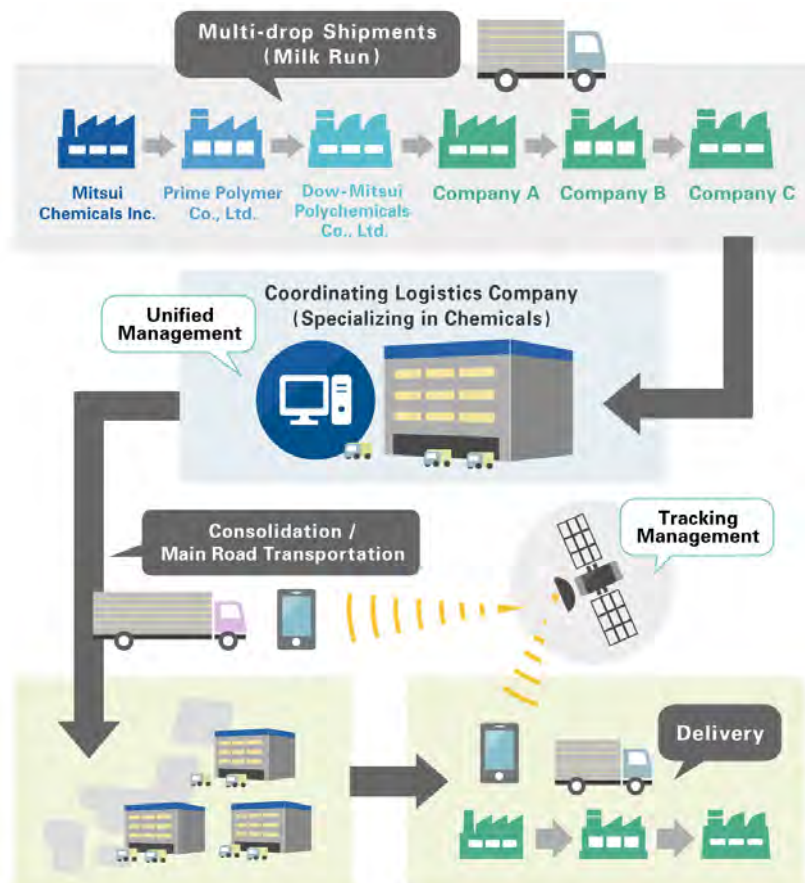 Multi-drop Shipments
(Milk Run)
Mitsui
Chemicals Inc.
Prime Polymer
Co., Ltd.
Dow-Mitsui
Polychemicals
Co., Ltd.
Company A
Company B
Company C
Coordinating Logistics Company
(Specializing in Chemicals)
Unified
Management
Consolidation /
Main Road Transportation
Tracking
Management
Delivery